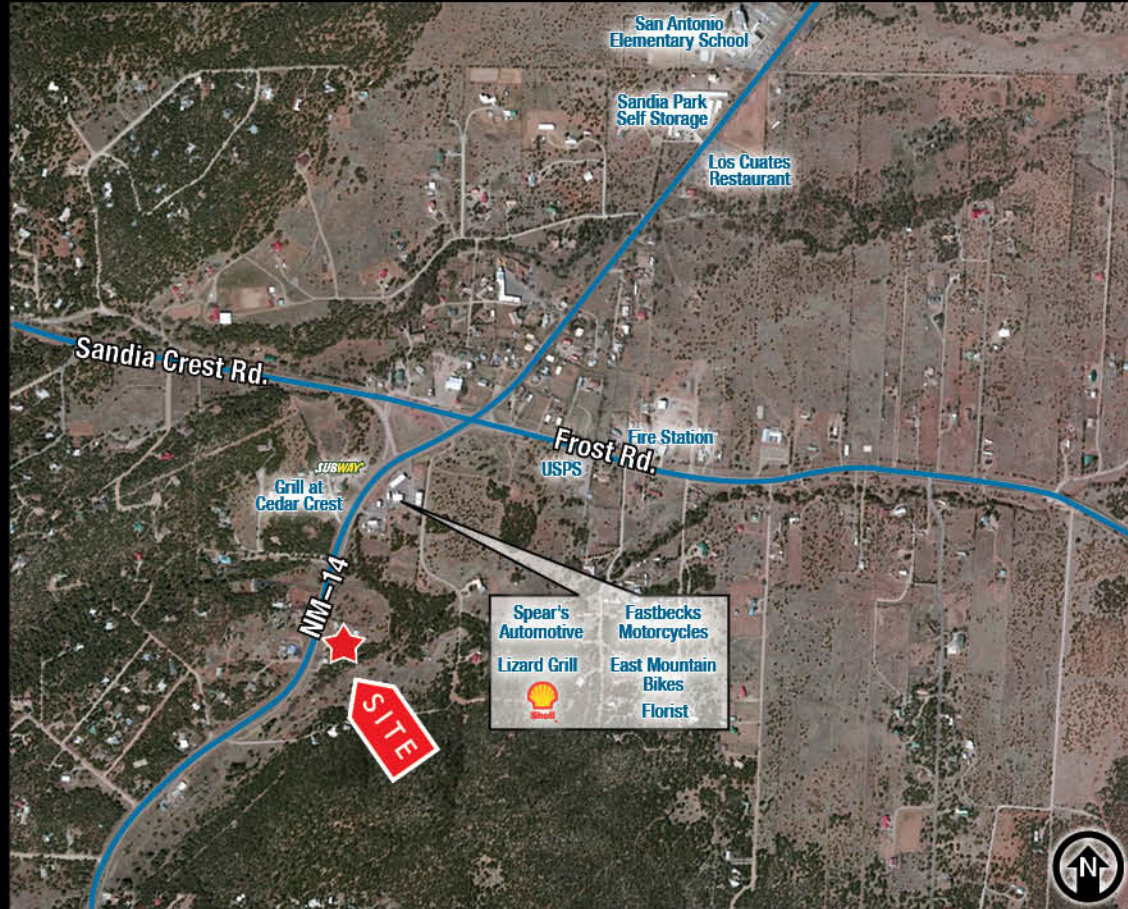 San Antonio
Elementary School
Sandia Park
Self Storage
Los Cuates
Restaurant
Sandia Crest Rd.
Frost Rd.
Fire Station
USPS
SUBWAY
Grill at
Cedar Crest
NM-14
Spear's
Automotive
Lizard Grill
Shell
Fastbecks
Motorcycles
East Mountain
Bikes
Florist
SITE
N